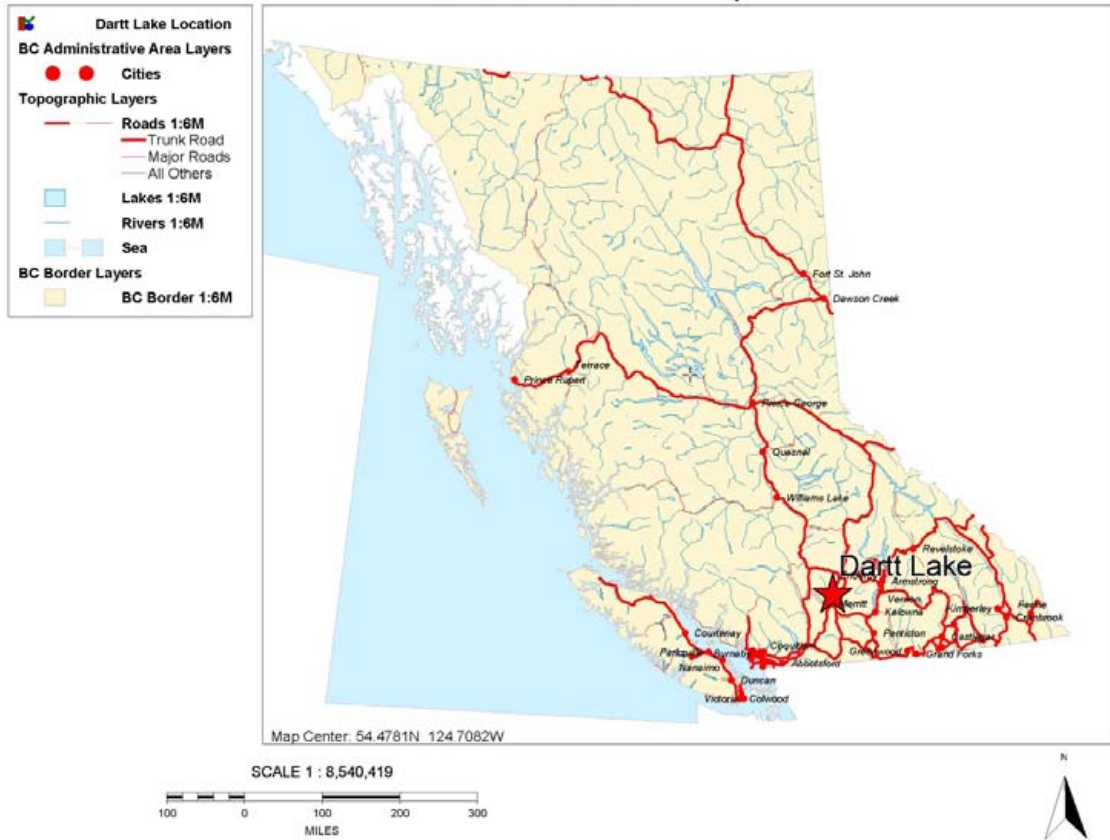 Dartt Lake Location
BC Administrative Area Layers
Cities
Topographic Layers
Roads 1:6M
Trunk Road
Major Roads
All Others
Lakes 1:6M
Rivers 1:6M
Sea
BC Border Layers
BC Border 1:6M
Fort St. John
Dawson Creek
Terrace
Prince Rupert
Prince George
Quesnel
Williams Lake
Revelstoke
Dartt Lake
Armstrong
Merritt
Vernon
Kelowna
Kimberley
Fernie
Cranbrook
Courtenay
Penticton
Castlegar
Parksville
Burnaby
Coquitlam
Greenwood
Grand Forks
Nanaimo
Abbotsford
Duncan
Victoria
Colwood
Map Center: 54.4781N 124.7082W
SCALE 1 : 8,540,419
100 0 100 200 300
MILES
N